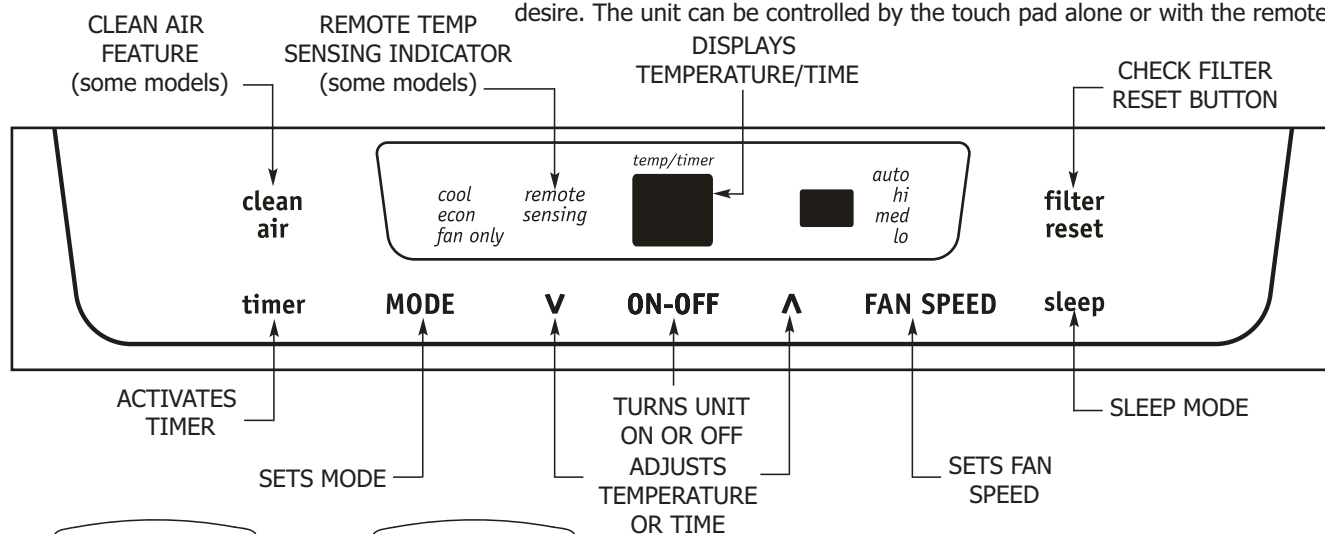 desire. The unit can be controlled by the touch pad alone or with the remote
CLEAN AIR
FEATURE
(some models)
REMOTE TEMP
SENSING INDICATOR
(some models)
DISPLAYS
TEMPERATURE/TIME
CHECK FILTER
RESET BUTTON
clean
air
cool
econ
fan only
remote
sensing
temp/timer
auto
hi
med
lo
filter
reset
timer
MODE
V
ON-OFF
Λ
FAN SPEED
sleep
ACTIVATES
TIMER
SETS MODE
TURNS UNIT
ON OR OFF
ADJUSTS
TEMPERATURE
OR TIME
SETS FAN
SPEED
SLEEP MODE